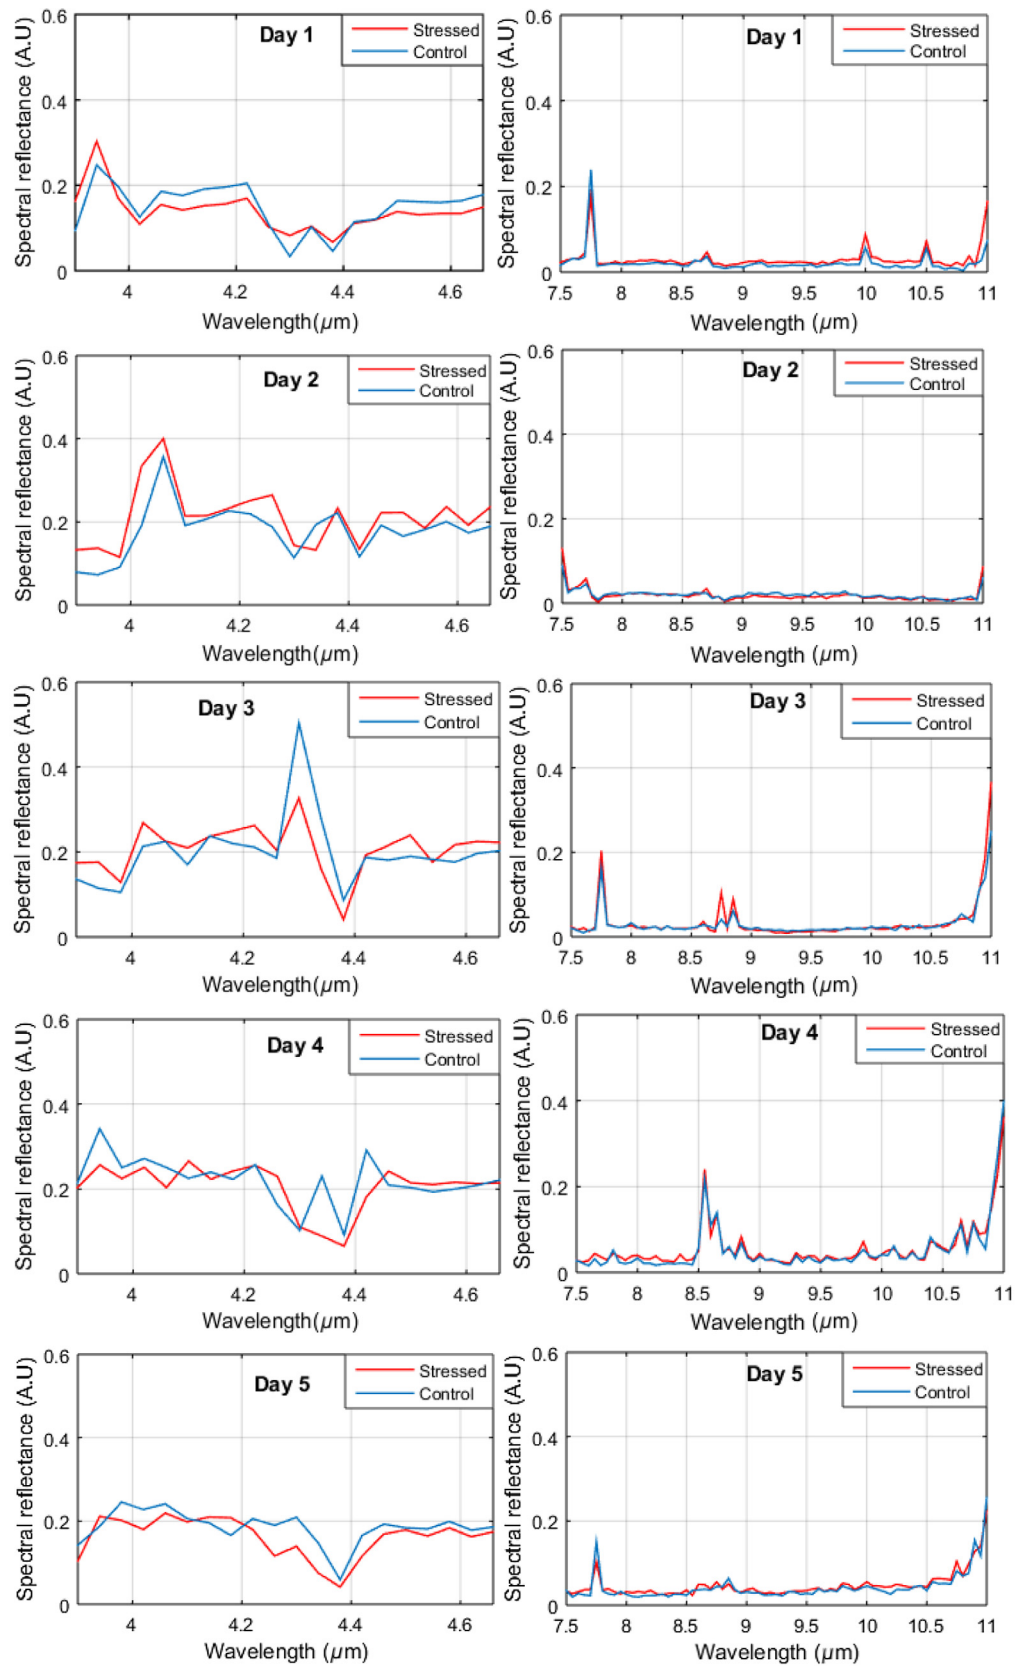 Spectral reflectance (A.U)
0.6
0.4
0.2
0
Day 1
Stressed
Control
4
4.2
4.4
4.6
Wavelength(µm)
Spectral reflectance (A.U)
0.6
0.4
0.2
0
Day 1
Stressed
Control
7.5
8
8.5
9
9.5
10
10.5
11
Wavelength (µm)
Spectral reflectance (A.U)
0.6
0.4
0.2
0
Day 2
Stressed
Control
4
4.2
4.4
4.6
Wavelength(µm)
Spectral reflectance (A.U)
0.6
0.4
0.2
0
Day 2
Stressed
Control
7.5
8
8.5
9
9.5
10
10.5
11
Wavelength (µm)
Spectral reflectance (A.U)
0.6
0.4
0.2
0
Day 3
Stressed
Control
4
4.2
4.4
4.6
Wavelength(µm)
Spectral reflectance (A.U)
0.6
0.4
0.2
0
Day 3
Stressed
Control
7.5
8
8.5
9
9.5
10
10.5
11
Wavelength (µm)
Spectral reflectance (A.U)
0.6
0.4
0.2
0
Day 4
Stressed
Control
4
4.2
4.4
4.6
Wavelength(µm)
Spectral reflectance (A.U)
0.6
0.4
0.2
0
Day 4
Stressed
Control
7.5
8
8.5
9
9.5
10
10.5
11
Wavelength (µm)
Spectral reflectance (A.U)
0.6
0.4
0.2
0
Day 5
Stressed
Control
4
4.2
4.4
4.6
Wavelength (µm)
Spectral reflectance (A.U)
0.6
0.4
0.2
0
Day 5
Stressed
Control
7.5
8
8.5
9
9.5
10
10.5
11
Wavelength (µm)